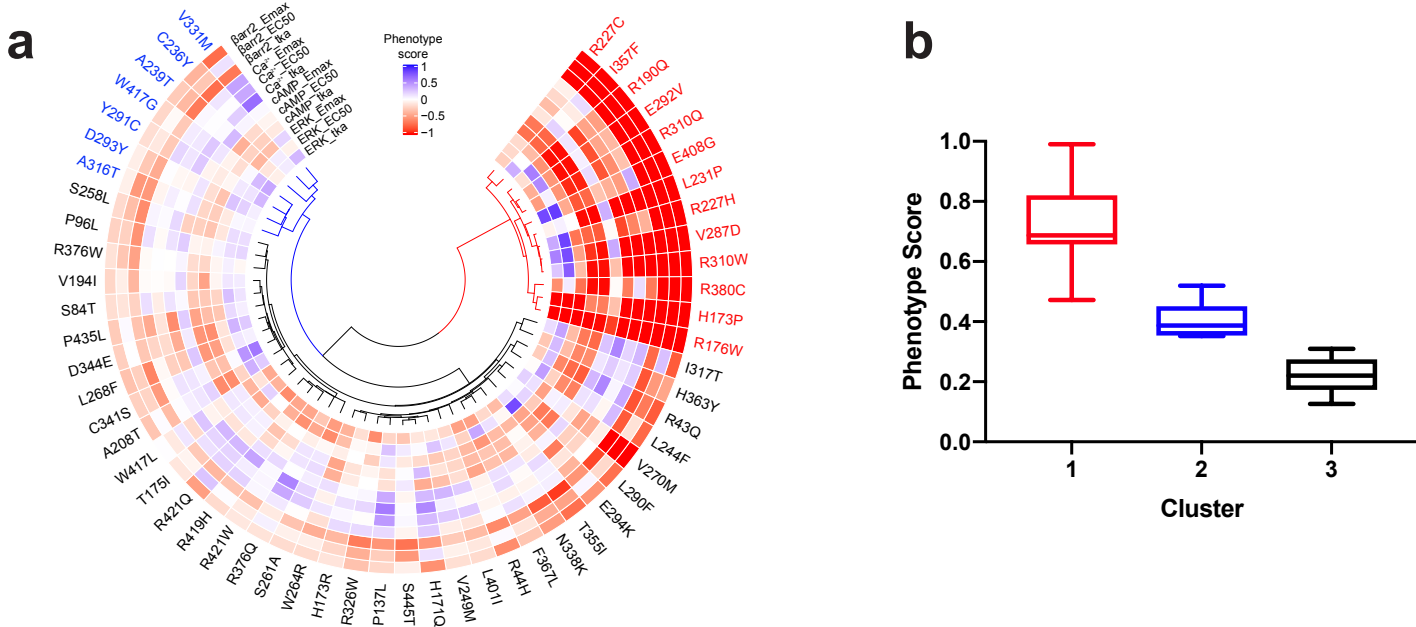 a
βarr2_Emax
βarr2_EC50
βarr2_tka
Ca²⁺_Emax
Ca²⁺_EC50
Ca²⁺_tka
cAMP_Emax
cAMP_EC50
cAMP_tka
ERK_Emax
ERK_EC50
ERK_tka
Phenotype
score
1
0.5
0
−0.5
−1
R227C
I357F
R190Q
E292V
R310Q
E408G
L231P
R227H
V287D
R310W
R380C
H173P
R176W
I317T
H363Y
R43Q
L244F
V270M
L290F
E294K
T355I
N338K
F367L
R44H
L401I
V249M
H171Q
S445T
P137L
R326W
H173R
W264R
S261A
R376Q
R421W
R419H
R421Q
T175I
W417L
A208T
C341S
L268F
D344E
P435L
S84T
V194I
R376W
P96L
S258L
A316T
D293Y
Y291C
W417G
A239T
C236Y
V331M
b
Phenotype Score
1.0
0.8
0.6
0.4
0.2
0.0
1 2 3
Cluster